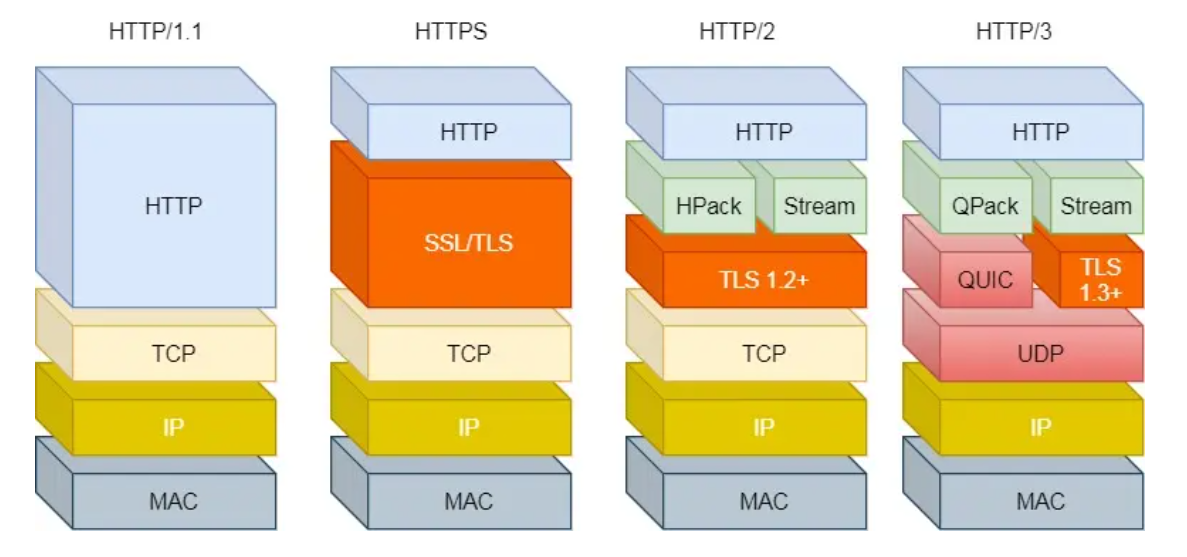 HTTP/1.1
HTTPS
HTTP/2
HTTP/3
HTTP
TCP
IP
MAC
HTTP
SSL/TLS
TCP
IP
MAC
HTTP
HPack
Stream
TLS 1.2+
TCP
IP
MAC
HTTP
QPack
Stream
QUIC
TLS
1.3+
UDP
IP
MAC